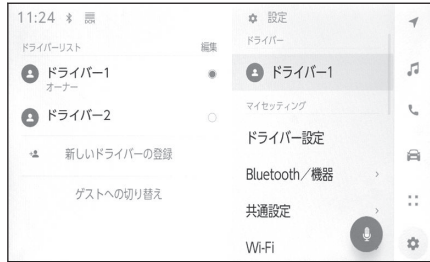 11:24
ドライバーリスト 編集
ドライバー1
オーナー
ドライバー2
新しいドライバーの登録
ゲストへの切り替え
設定
ドライバー
ドライバー1
マイセッティング
ドライバー設定
Bluetooth／機器
共通設定
Wi-Fi